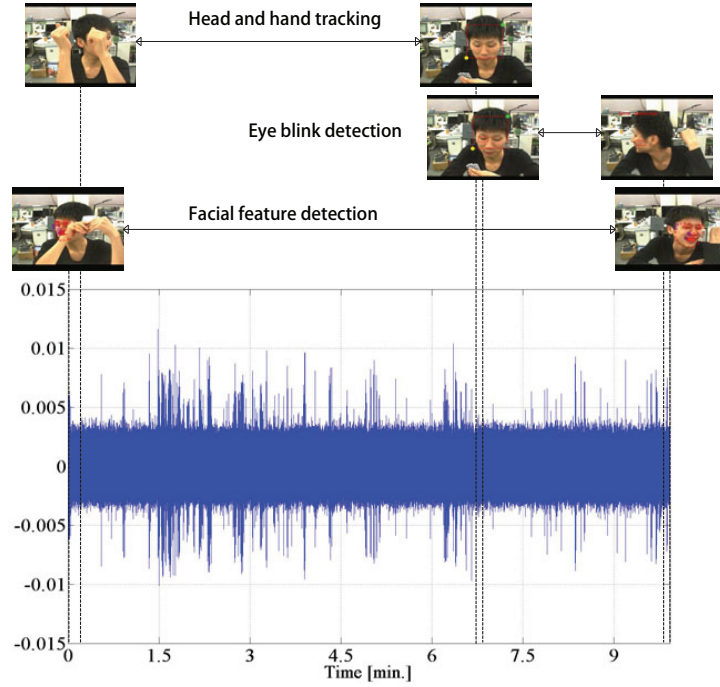 Head and hand tracking
Eye blink detection
Facial feature detection
0.015
0.01
0.005
0
-0.005
-0.01
-0.015
0 1.5 3 4.5 6 7.5 9
Time [min.]